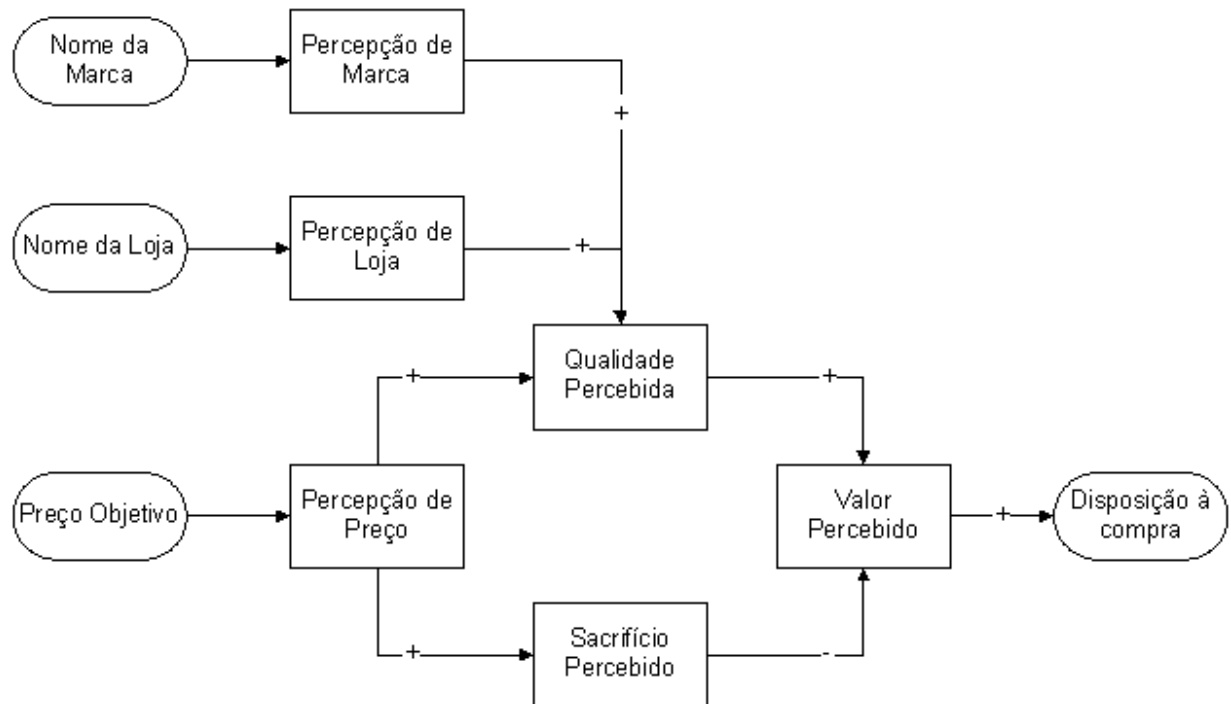 Nome da
Marca
Percepção de
Marca
+
Nome da Loja
Percepção de
Loja
+
Qualidade
Percebida
+
+
Preço Objetivo
Percepção de
Preço
Valor
Percebido
+
Disposição à
compra
Sacrifício
Percebido
+
-